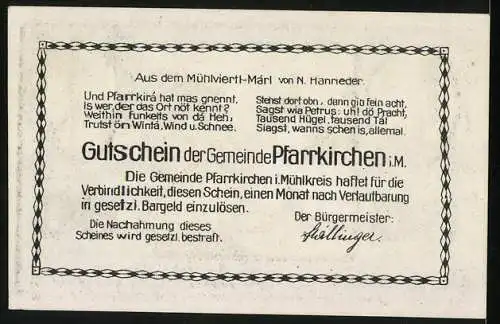 Aus dem Mühlviertl-Márl von N. Hanneder.
Und Pfarrkirá hat mas gnennt,
Is wer, der das Ort nöt kennt?
Weithin funkelts von dá Heh,
Trutst ön Wintá, Wind u. Schnee.
Stehst dort obn, dann gib fein acht,
Sagst wia Petrus: uh! dö Pracht,
Tausend Hügel, tausend Tal
Siagst, wanns schen is, allemal.
Gutschein der Gemeinde Pfarrkirchen i.M.
Die Gemeinde Pfarrkirchen i. Mühlkreis haftet für die
Verbindlichkeit, diesen Schein, einen Monat nach Verlautbarung
in gesetzl. Bargeld einzulösen.
Die Nachahmung dieses
Scheines wird gesetzl. bestraft.
Der Bürgermeister: